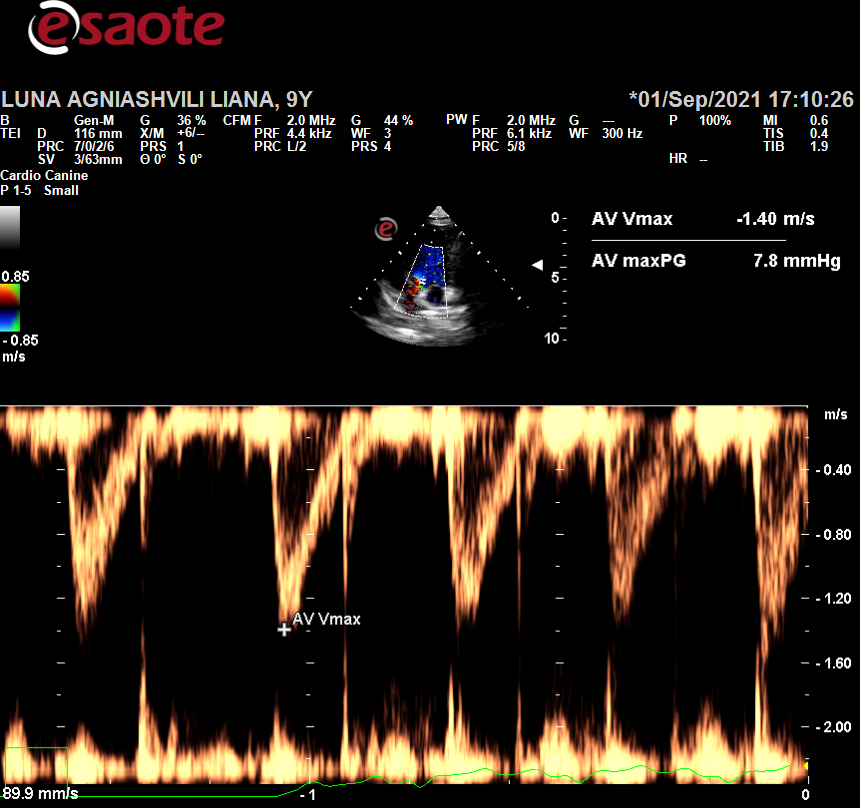 esaote
LUNA AGNIASHVILI LIANA, 9Y *01/Sep/2021 17:10:26
B Gen-M G 36 % CFM F 2.0 MHz G 44 % PW F 2.0 MHz G --- P 100% MI 0.6
TEI D 116 mm X/M +6/-- PRF 4.4 kHz WF 3 PRF 6.1 kHz WF 300 Hz TIS 0.4
PRC 7/0/2/6 PRS 1 PRC L/2 PRS 4 PRC 5/8 TIB 1.9
SV 3/63mm Θ 0° S 0° HR --
Cardio Canine
P 1-5 Small
e
0
AV Vmax -1.40 m/s
AV maxPG 7.8 mmHg
5
0.85
10
- 0.85
m/s
m/s
- 0.40
- 0.80
- 1.20
AV Vmax
- 1.60
- 2.00
89.9 mm/s -1 0